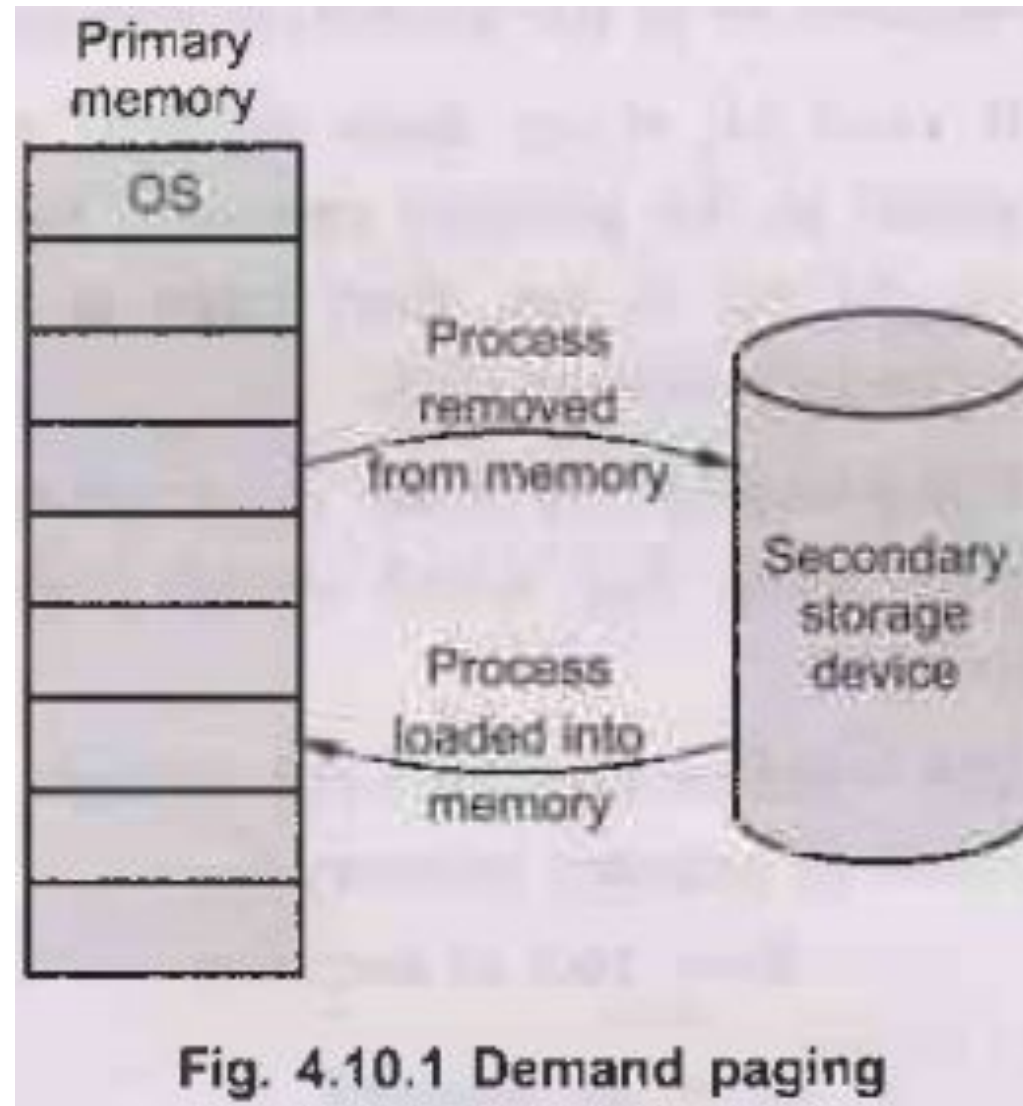 Primary
memory
OS
Process
removed
from memory
Secondary
storage
device
Process
loaded into
memory
Fig. 4.10.1 Demand paging